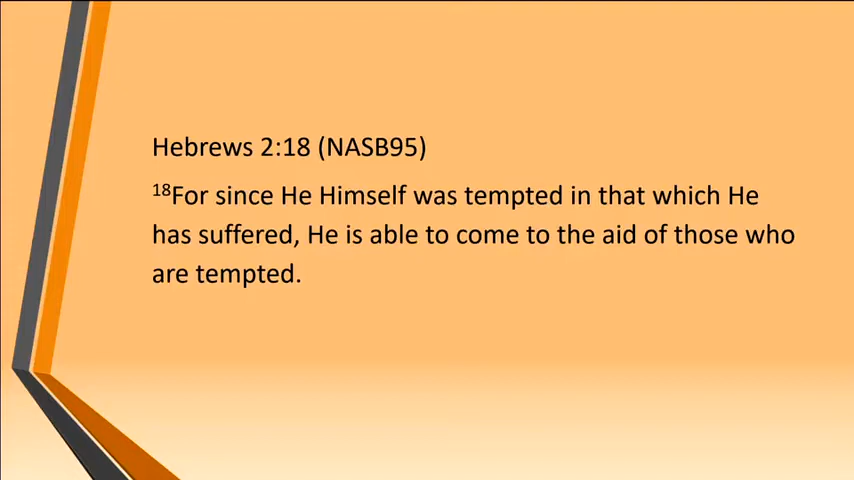 Hebrews 2:18 (NASB95)
18For since He Himself was tempted in that which He
has suffered, He is able to come to the aid of those who
are tempted.